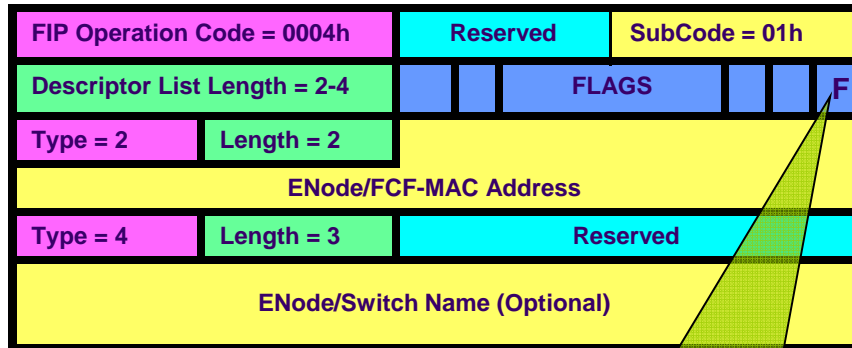 FIP Operation Code = 0004h Reserved SubCode = 01h
Descriptor List Length = 2-4 FLAGS F
Type = 2 Length = 2
ENode/FCF-MAC Address
Type = 4 Length = 3 Reserved
ENode/Switch Name (Optional)